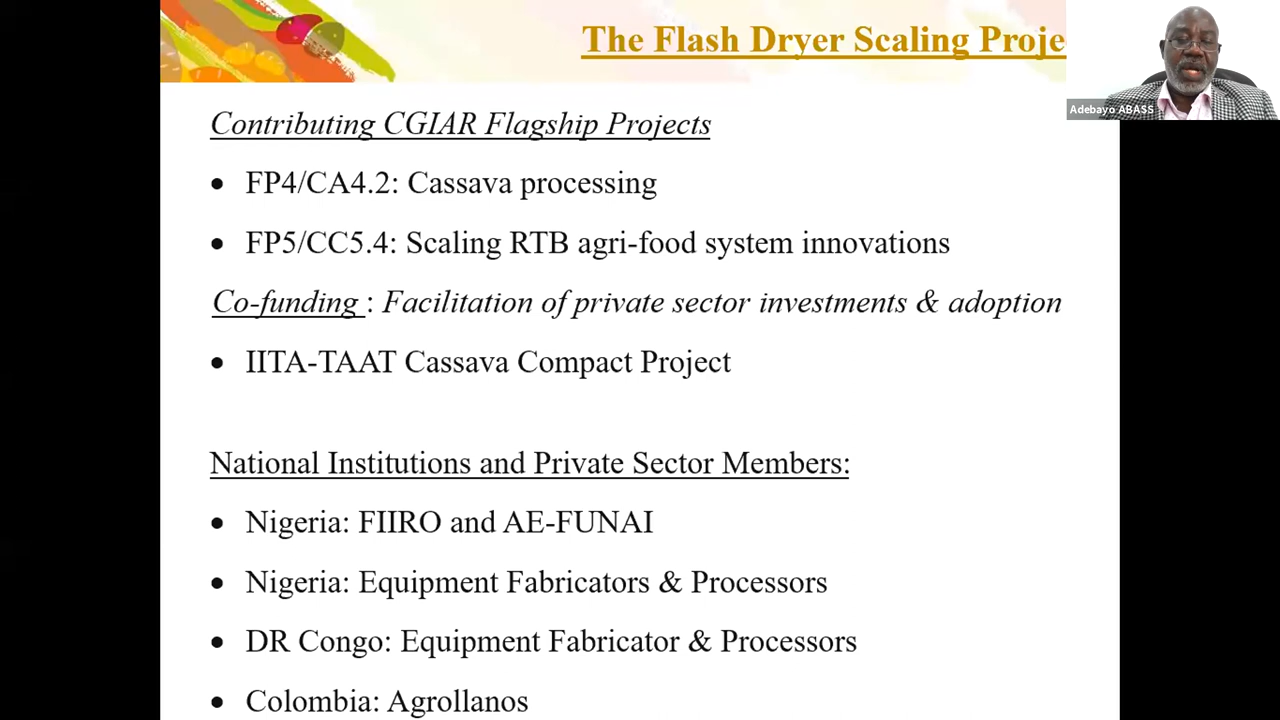 The Flash Dryer Scaling Proje
Adebayo ABASS
Contributing CGIAR Flagship Projects
• FP4/CA4.2: Cassava processing
• FP5/CC5.4: Scaling RTB agri-food system innovations
Co-funding : Facilitation of private sector investments & adoption
• IITA-TAAT Cassava Compact Project
National Institutions and Private Sector Members:
• Nigeria: FIIRO and AE-FUNAI
• Nigeria: Equipment Fabricators & Processors
• DR Congo: Equipment Fabricator & Processors
• Colombia: Agrollanos